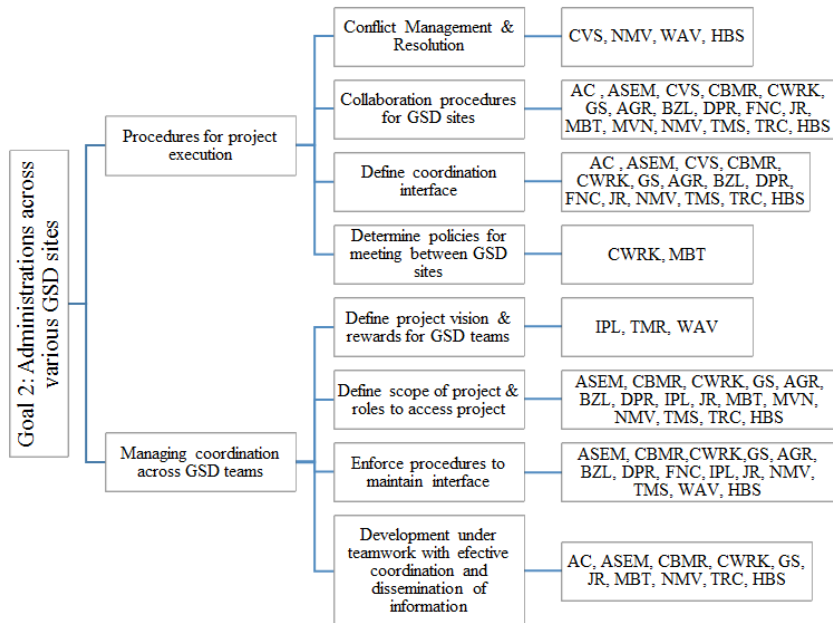 Goal 2: Administrations across
various GSD sites
Procedures for project
execution
Conflict Management &
Resolution
CVS, NMV, WAV, HBS
Collaboration procedures
for GSD sites
AC , ASEM, CVS, CBMR, CWRK,
GS, AGR, BZL, DPR, FNC, JR,
MBT, MVN, NMV, TMS, TRC, HBS
Define coordination
interface
AC , ASEM, CVS, CBMR,
CWRK, GS, AGR, BZL, DPR,
FNC, JR, NMV, TMS, TRC, HBS
Determine policies for
meeting between GSD
sites
CWRK, MBT
Managing coordination
across GSD teams
Define project vision &
rewards for GSD teams
IPL, TMR, WAV
Define scope of project &
roles to access project
ASEM, CBMR, CWRK, GS, AGR,
BZL, DPR, IPL, JR, MBT, MVN,
NMV, TMS, TRC, HBS
Enforce procedures to
maintain interface
ASEM, CBMR,CWRK,GS, AGR,
BZL, DPR, FNC, IPL, JR, NMV,
TMS, WAV, HBS
Development under
teamwork with efective
coordination and
dissemination of
information
AC, ASEM, CBMR, CWRK, GS,
JR, MBT, NMV, TRC, HBS